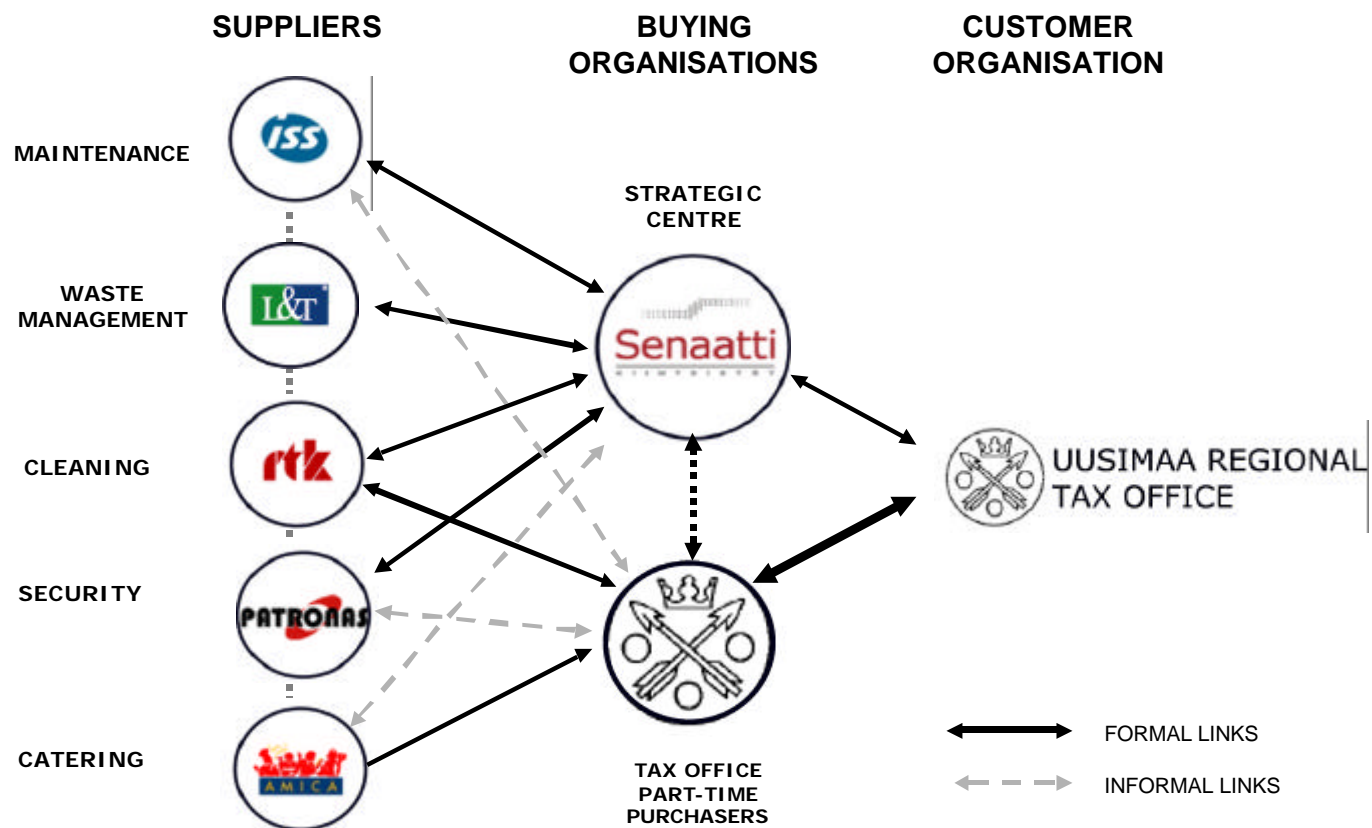 SUPPLIERS
BUYING
ORGANISATIONS
CUSTOMER
ORGANISATION
MAINTENANCE
iss
STRATEGIC
CENTRE
WASTE
MANAGEMENT
L&T
Senaatti
CLEANING
rtk
UUSIMAA REGIONAL
TAX OFFICE
SECURITY
PATRONAS
CATERING
AMICA
TAX OFFICE
PART-TIME
PURCHASERS
FORMAL LINKS
INFORMAL LINKS